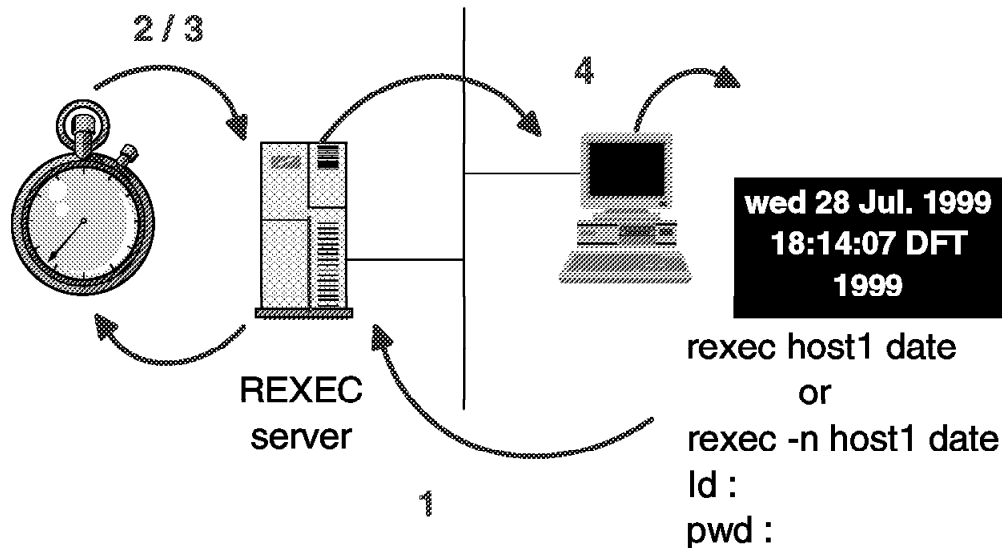 2 / 3
4
wed 28 Jul. 1999
18:14:07 DFT
1999
REXEC
server
rexec host1 date
or
rexec -n host1 date
Id :
pwd :
1